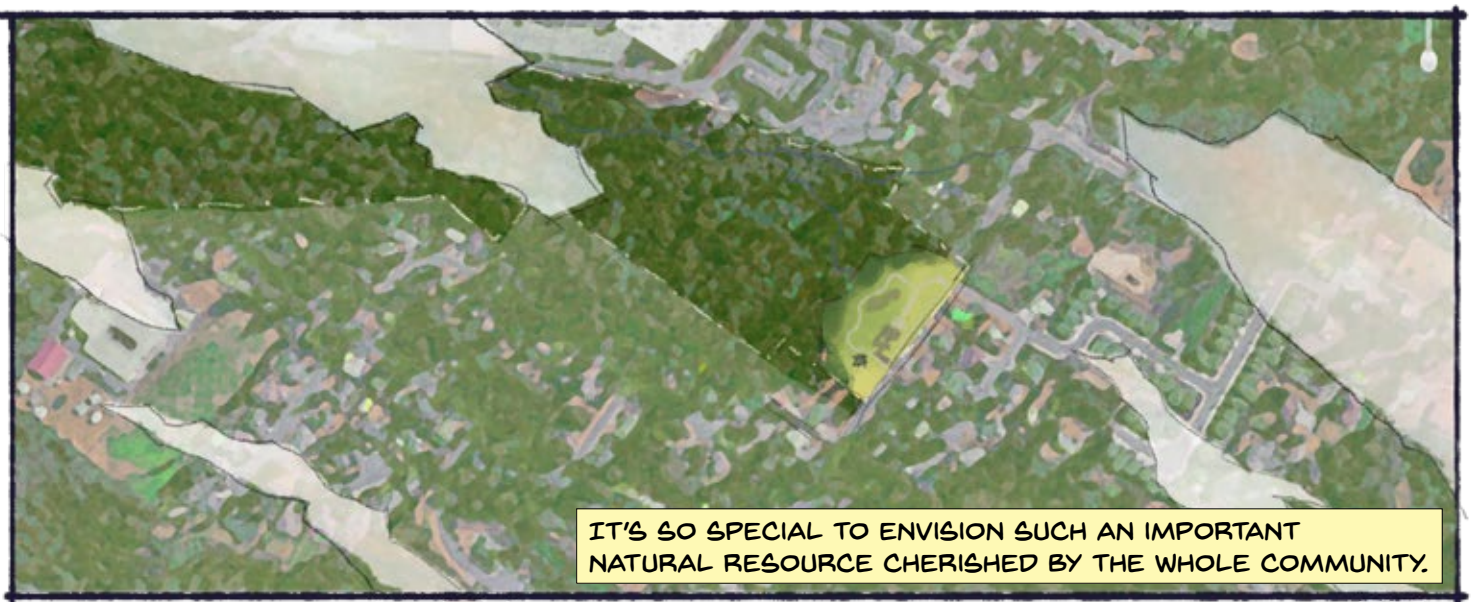 IT'S SO SPECIAL TO ENVISION SUCH AN IMPORTANT
NATURAL RESOURCE CHERISHED BY THE WHOLE COMMUNITY.